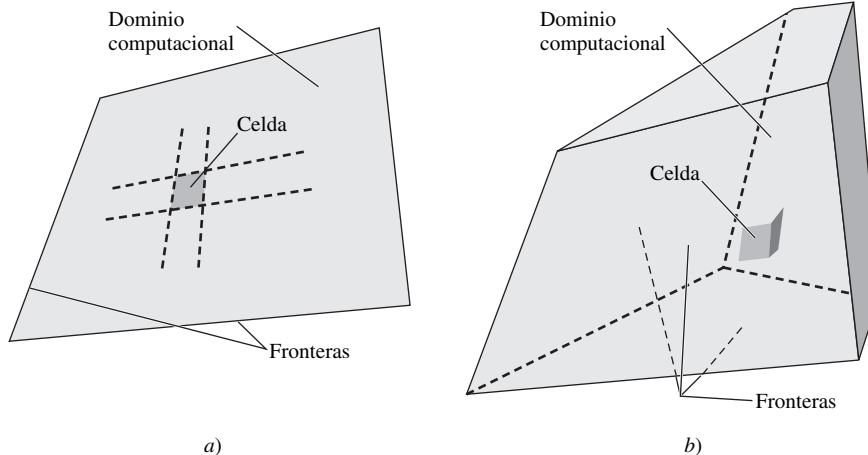 Dominio
computacional
Celda
Fronteras
a)
Dominio
computacional
Celda
Fronteras
b)